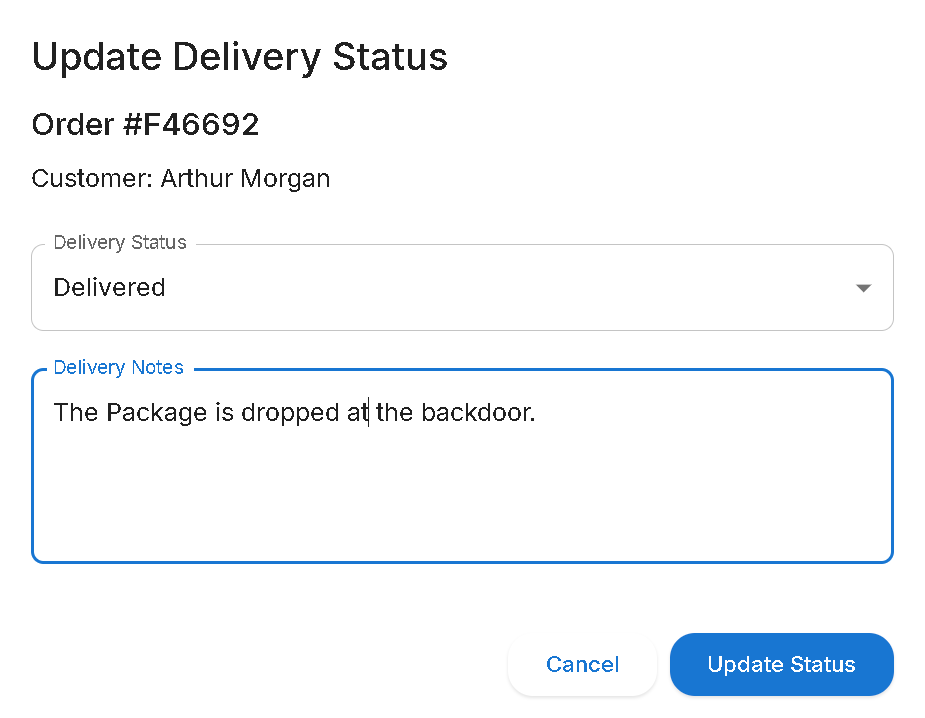 Update Delivery Status
Order #F46692
Customer: Arthur Morgan
Delivery Status
Delivered
Delivery Notes
The Package is dropped at the backdoor.
Cancel Update Status